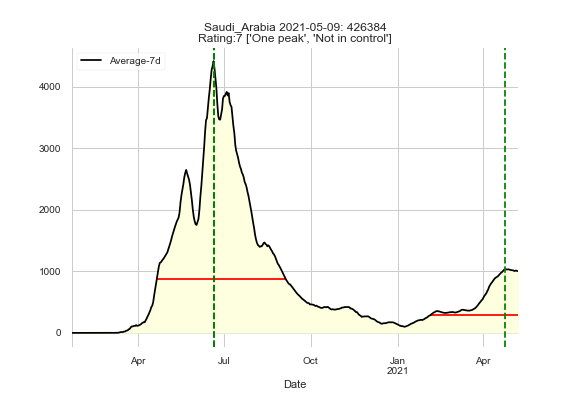 Saudi_Arabia 2021-05-09: 426384
Rating:7 ['One peak', 'Not in control']
Average-7d
4000
3000
2000
1000
0
Apr
Jul
Oct
Jan
2021
Apr
Date